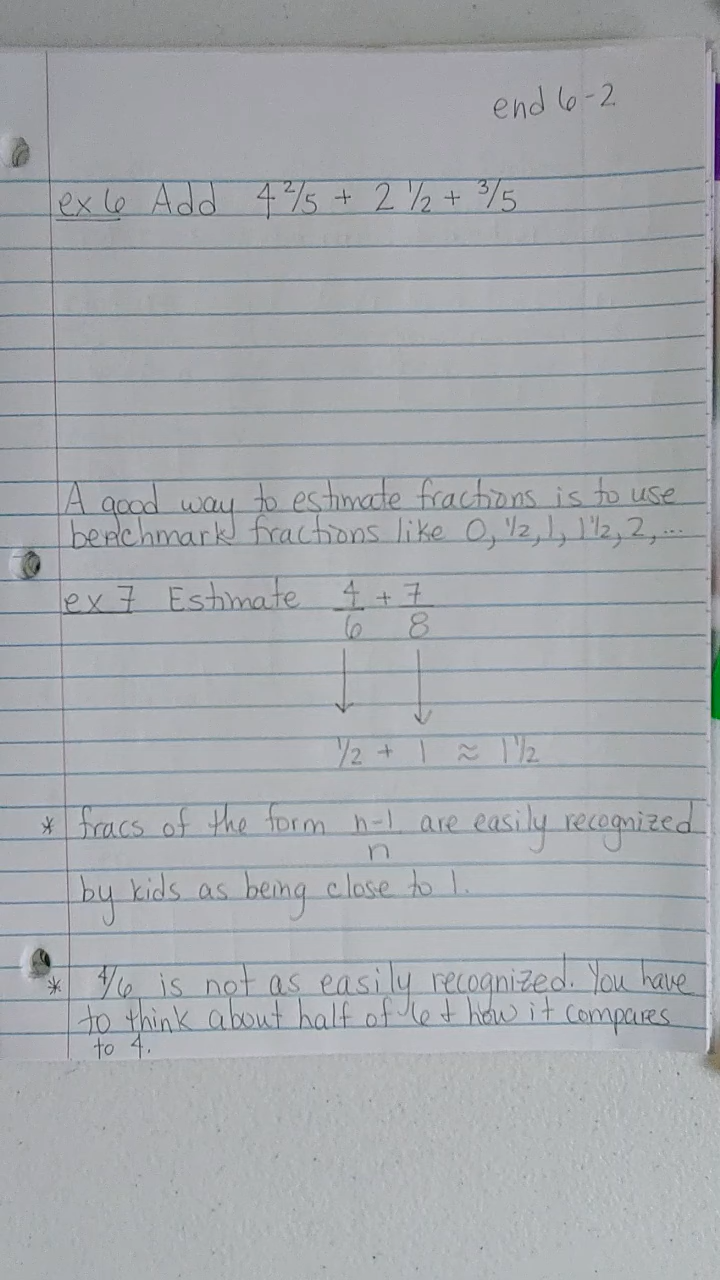 end 6-2
ex 6 Add 4 2/5 + 2 1/2 + 3/5
A good way to estimate fractions is to use
benchmark fractions like 0, 1/2, 1, 1 1/2, 2, ...
ex 7 Estimate 4/6 + 7/8
1/2 + 1 ≈ 1 1/2
* fracs of the form n-1/n are easily recognized
by kids as being close to 1.
* 4/6 is not as easily recognized. You have
to think about half of 6 & how it compares
to 4.